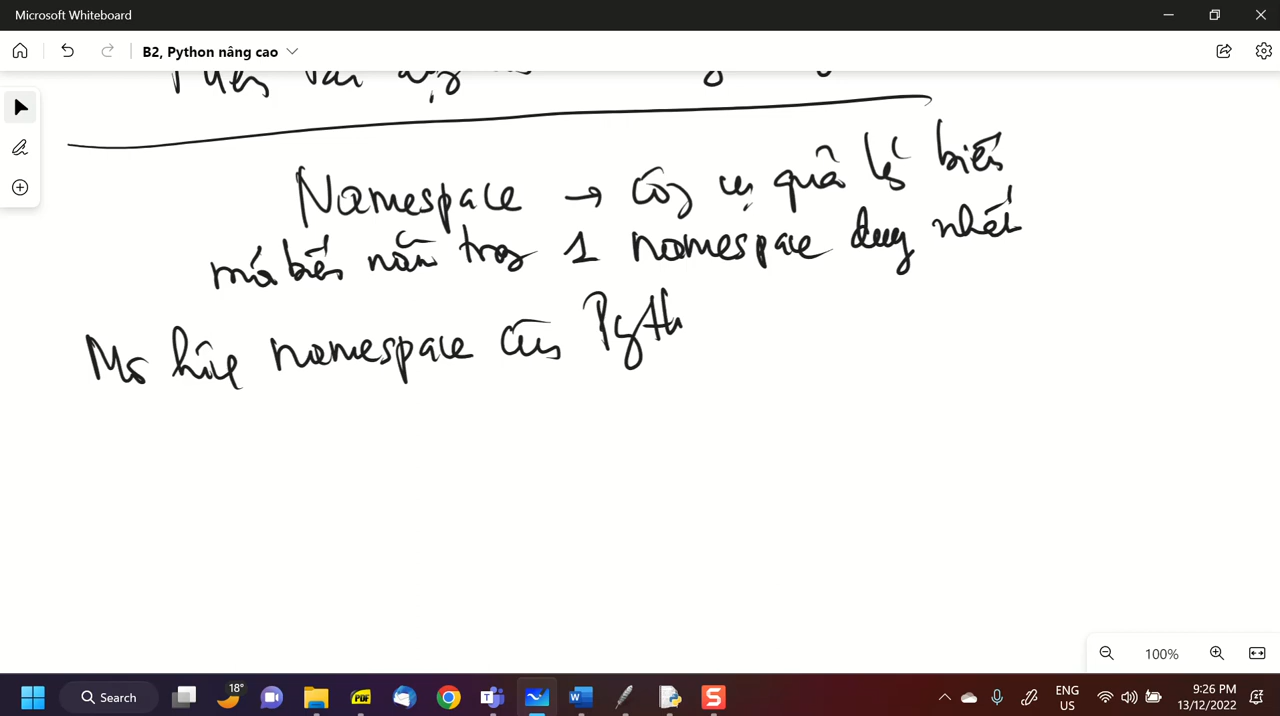 Microsoft Whiteboard
B2, Python nâng cao
Namespace → công cụ quản lý biến
mà biến nằm trong 1 namespace duy nhất
Mô hình namespace của Pyth
100%
Search
18°
ENG
US
9:26 PM
13/12/2022